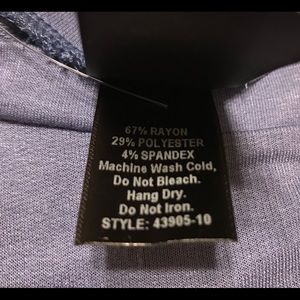 67% RAYON
29% POLYESTER
4% SPANDEX
Machine Wash Cold,
Do Not Bleach.
Hang Dry.
Do Not Iron.
STYLE: 43905-10